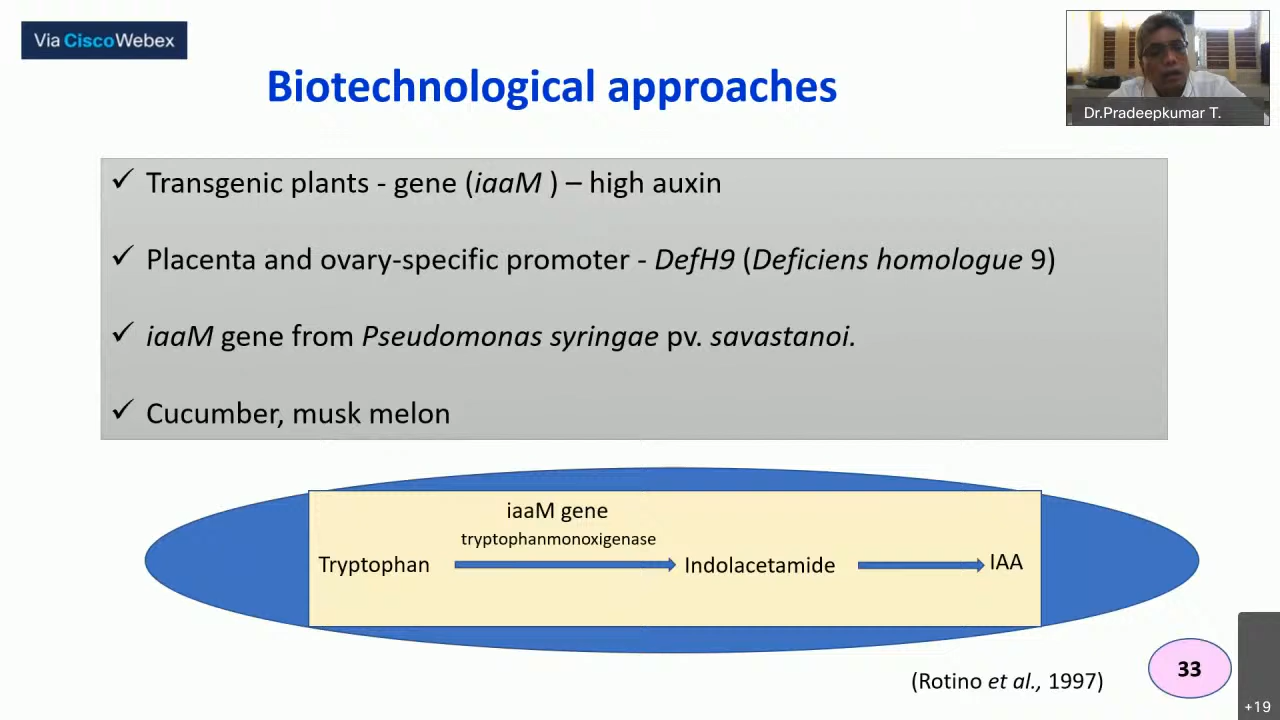 Via CiscoWebex
Biotechnological approaches
Dr.Pradeepkumar T.
✓ Transgenic plants - gene (iaaM ) – high auxin
✓ Placenta and ovary-specific promoter - DefH9 (Deficiens homologue 9)
✓ iaaM gene from Pseudomonas syringae pv. savastanoi.
✓ Cucumber, musk melon
iaaM gene
tryptophanmonoxigenase
Tryptophan
Indolacetamide
IAA
(Rotino et al., 1997)
33
+19